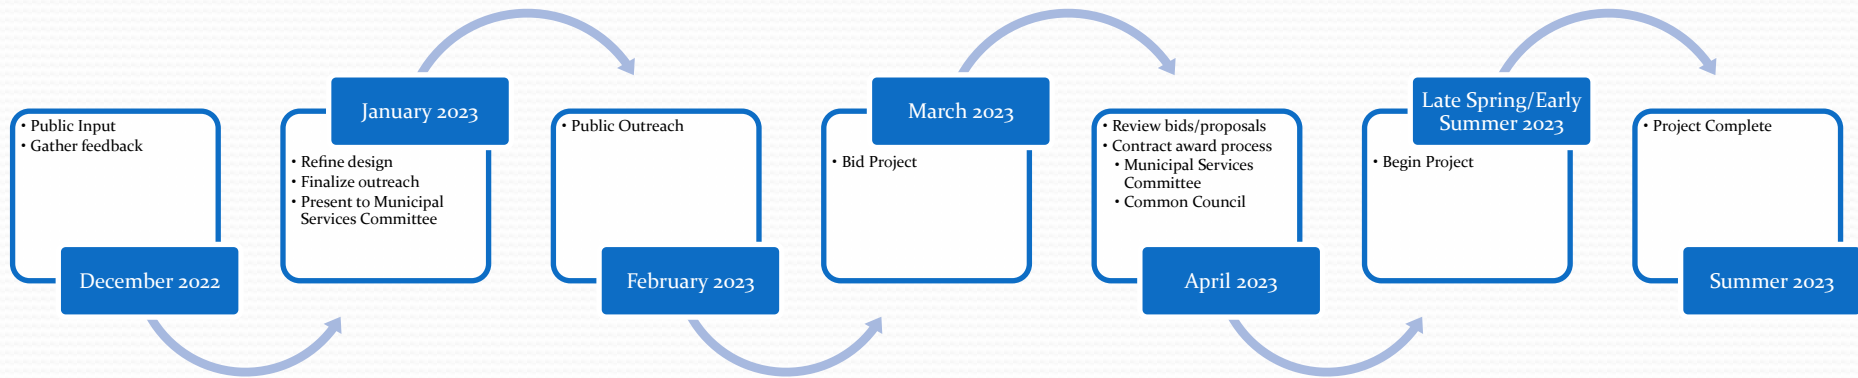 • Public Input
• Gather feedback
December 2022
January 2023
• Refine design
• Finalize outreach
• Present to Municipal
Services Committee
• Public Outreach
February 2023
March 2023
• Bid Project
• Review bids/proposals
• Contract award process
• Municipal Services
Committee
• Common Council
April 2023
Late Spring/Early
Summer 2023
• Begin Project
• Project Complete
Summer 2023